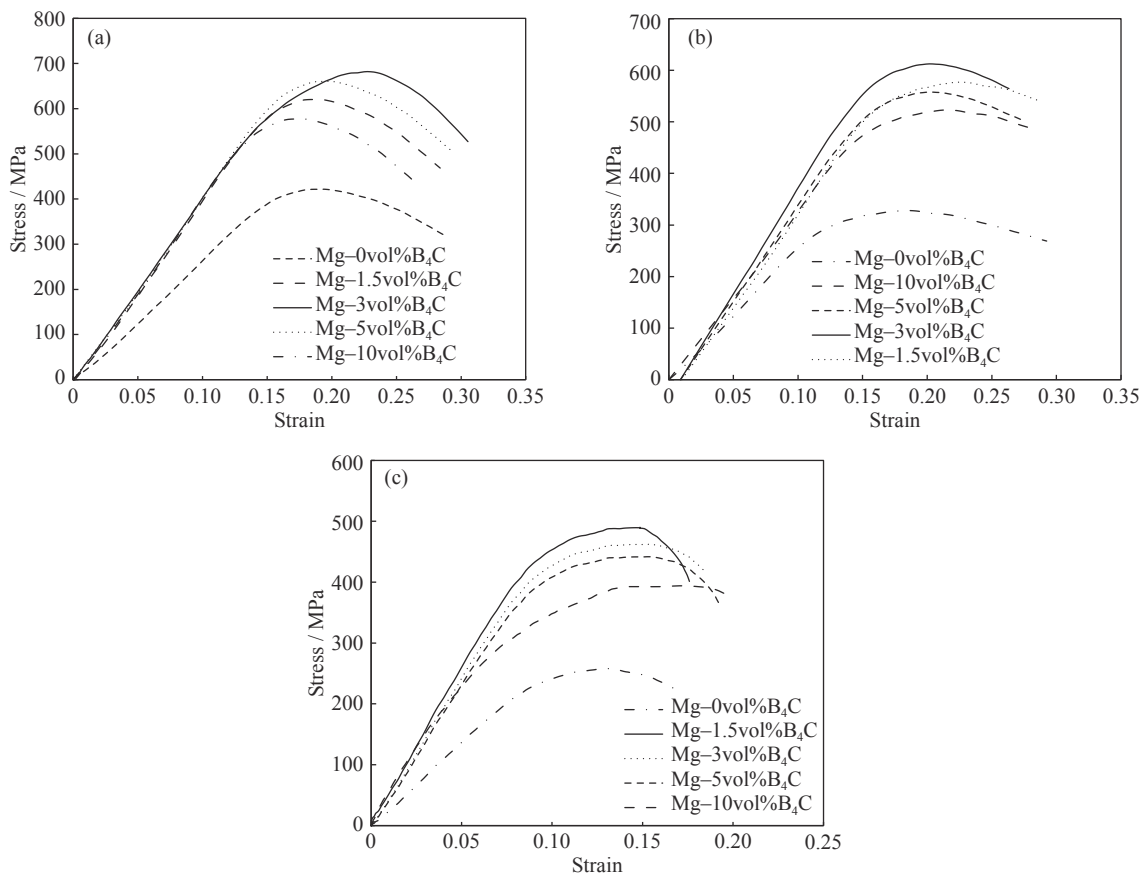 (a)
800
700
600
500
400
300
200
100
0
Stress / MPa
Mg–0vol%B₄C
Mg–1.5vol%B₄C
Mg–3vol%B₄C
Mg–5vol%B₄C
Mg–10vol%B₄C
0 0.05 0.10 0.15 0.20 0.25 0.30 0.35
Strain
(b)
700
600
500
400
300
200
100
0
Stress / MPa
Mg–0vol%B₄C
Mg–10vol%B₄C
Mg–5vol%B₄C
Mg–3vol%B₄C
Mg–1.5vol%B₄C
0 0.05 0.10 0.15 0.20 0.25 0.30 0.35
Strain
(c)
600
500
400
300
200
100
0
Stress / MPa
Mg–0vol%B₄C
Mg–1.5vol%B₄C
Mg–3vol%B₄C
Mg–5vol%B₄C
Mg–10vol%B₄C
0 0.05 0.10 0.15 0.20 0.25
Strain